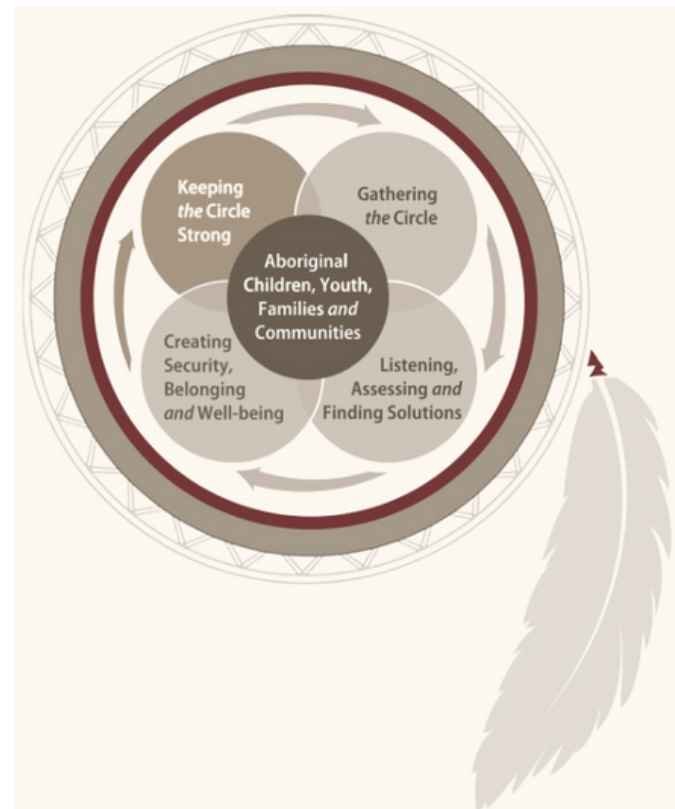 Keeping
the Circle
Strong
Gathering
the Circle
Aboriginal
Children, Youth,
Families and
Communities
Creating
Security,
Belonging
and Well-being
Listening,
Assessing and
Finding Solutions